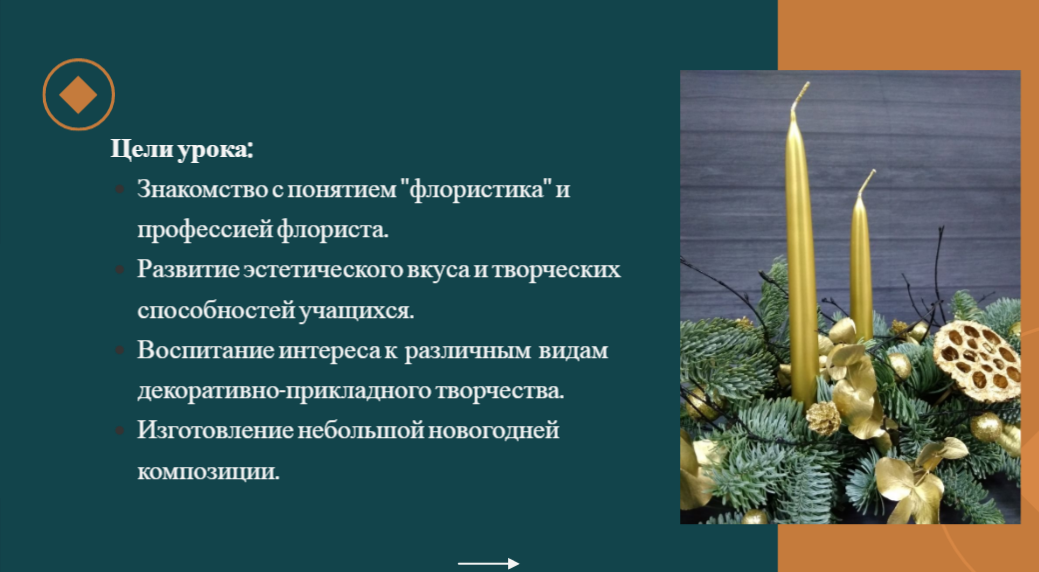 Цели урока:
Знакомство с понятием "флористика" и
профессией флориста.
Развитие эстетического вкуса и творческих
способностей учащихся.
Воспитание интереса к различным видам
декоративно-прикладного творчества.
Изготовление небольшой новогодней
композиции.